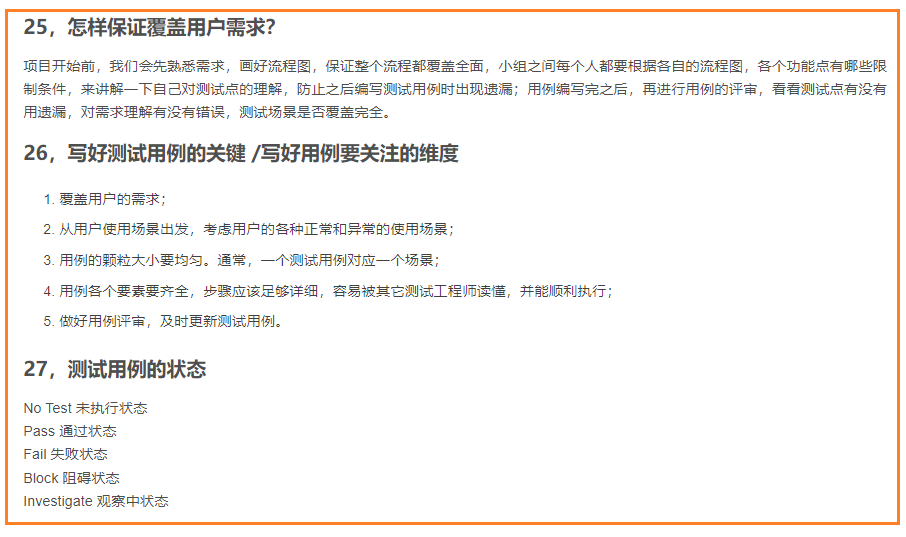 25，怎样保证覆盖用户需求？
项目开始前，我们会先熟悉需求，画好流程图，保证整个流程都覆盖全面，小组之间每个人都要根据各自的流程图，各个功能点有哪些限
制条件，来讲解一下自己对测试点的理解，防止之后编写测试用例时出现遗漏；用例编写完之后，再进行用例的评审，看看测试点有没有
用遗漏，对需求理解有没有错误，测试场景是否覆盖完全。
26，写好测试用例的关键 /写好用例要关注的维度
1. 覆盖用户的需求；
2. 从用户使用场景出发，考虑用户的各种正常和异常的使用场景；
3. 用例的颗粒大小要均匀。通常，一个测试用例对应一个场景；
4. 用例各个要素要齐全，步骤应该足够详细，容易被其它测试工程师读懂，并能顺利执行；
5. 做好用例评审，及时更新测试用例。
27，测试用例的状态
No Test 未执行状态
Pass 通过状态
Fail 失败状态
Block 阻碍状态
Investigate 观察中状态